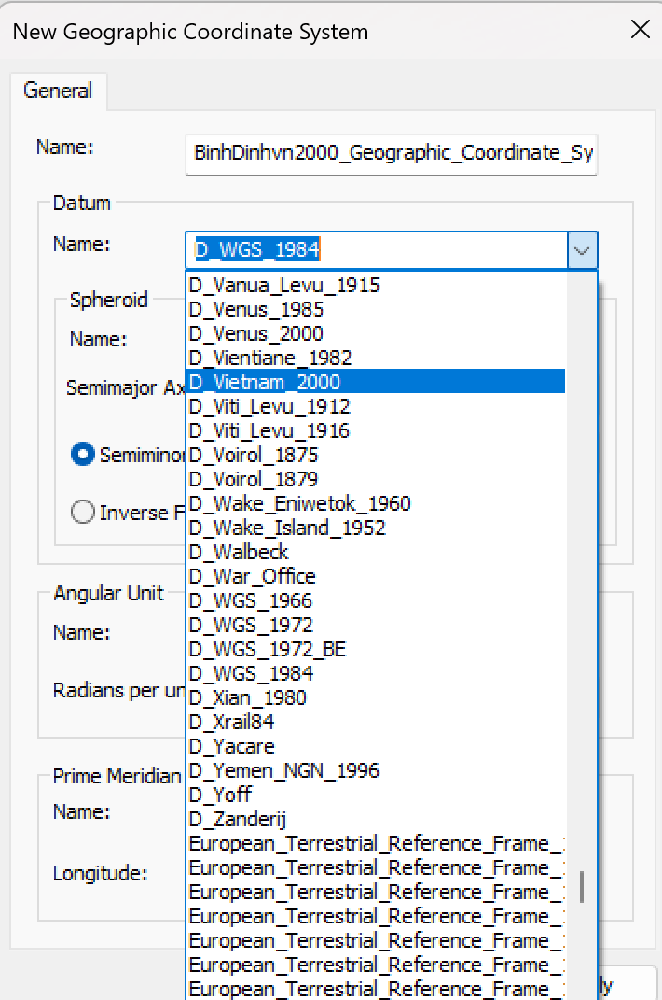 New Geographic Coordinate System
General
Name:
BinhDinhvn2000_Geographic_Coordinate_Sy
Datum
Name:
D_WGS_1984
D_Vanua_Levu_1915
Spheroid
D_Venus_1985
Name:
D_Venus_2000
D_Vientiane_1982
Semimajor Ax
D_Vietnam_2000
D_Viti_Levu_1912
D_Viti_Levu_1916
Semiminor
D_Voirol_1875
D_Voirol_1879
D_Wake_Eniwetok_1960
Inverse F
D_Wake_Island_1952
D_Walbeck
D_War_Office
Angular Unit
D_WGS_1966
D_WGS_1972
Name:
D_WGS_1972_BE
D_WGS_1984
Radians per un
D_Xian_1980
D_Xrail84
D_Yacare
Prime Meridian
D_Yemen_NGN_1996
D_Yoff
Name:
D_Zanderij
European_Terrestrial_Reference_Frame_
Longitude:
European_Terrestrial_Reference_Frame_
European_Terrestrial_Reference_Frame_
European_Terrestrial_Reference_Frame_
European_Terrestrial_Reference_Frame_
European_Terrestrial_Reference_Frame_
European_Terrestrial_Reference_Frame_
ly